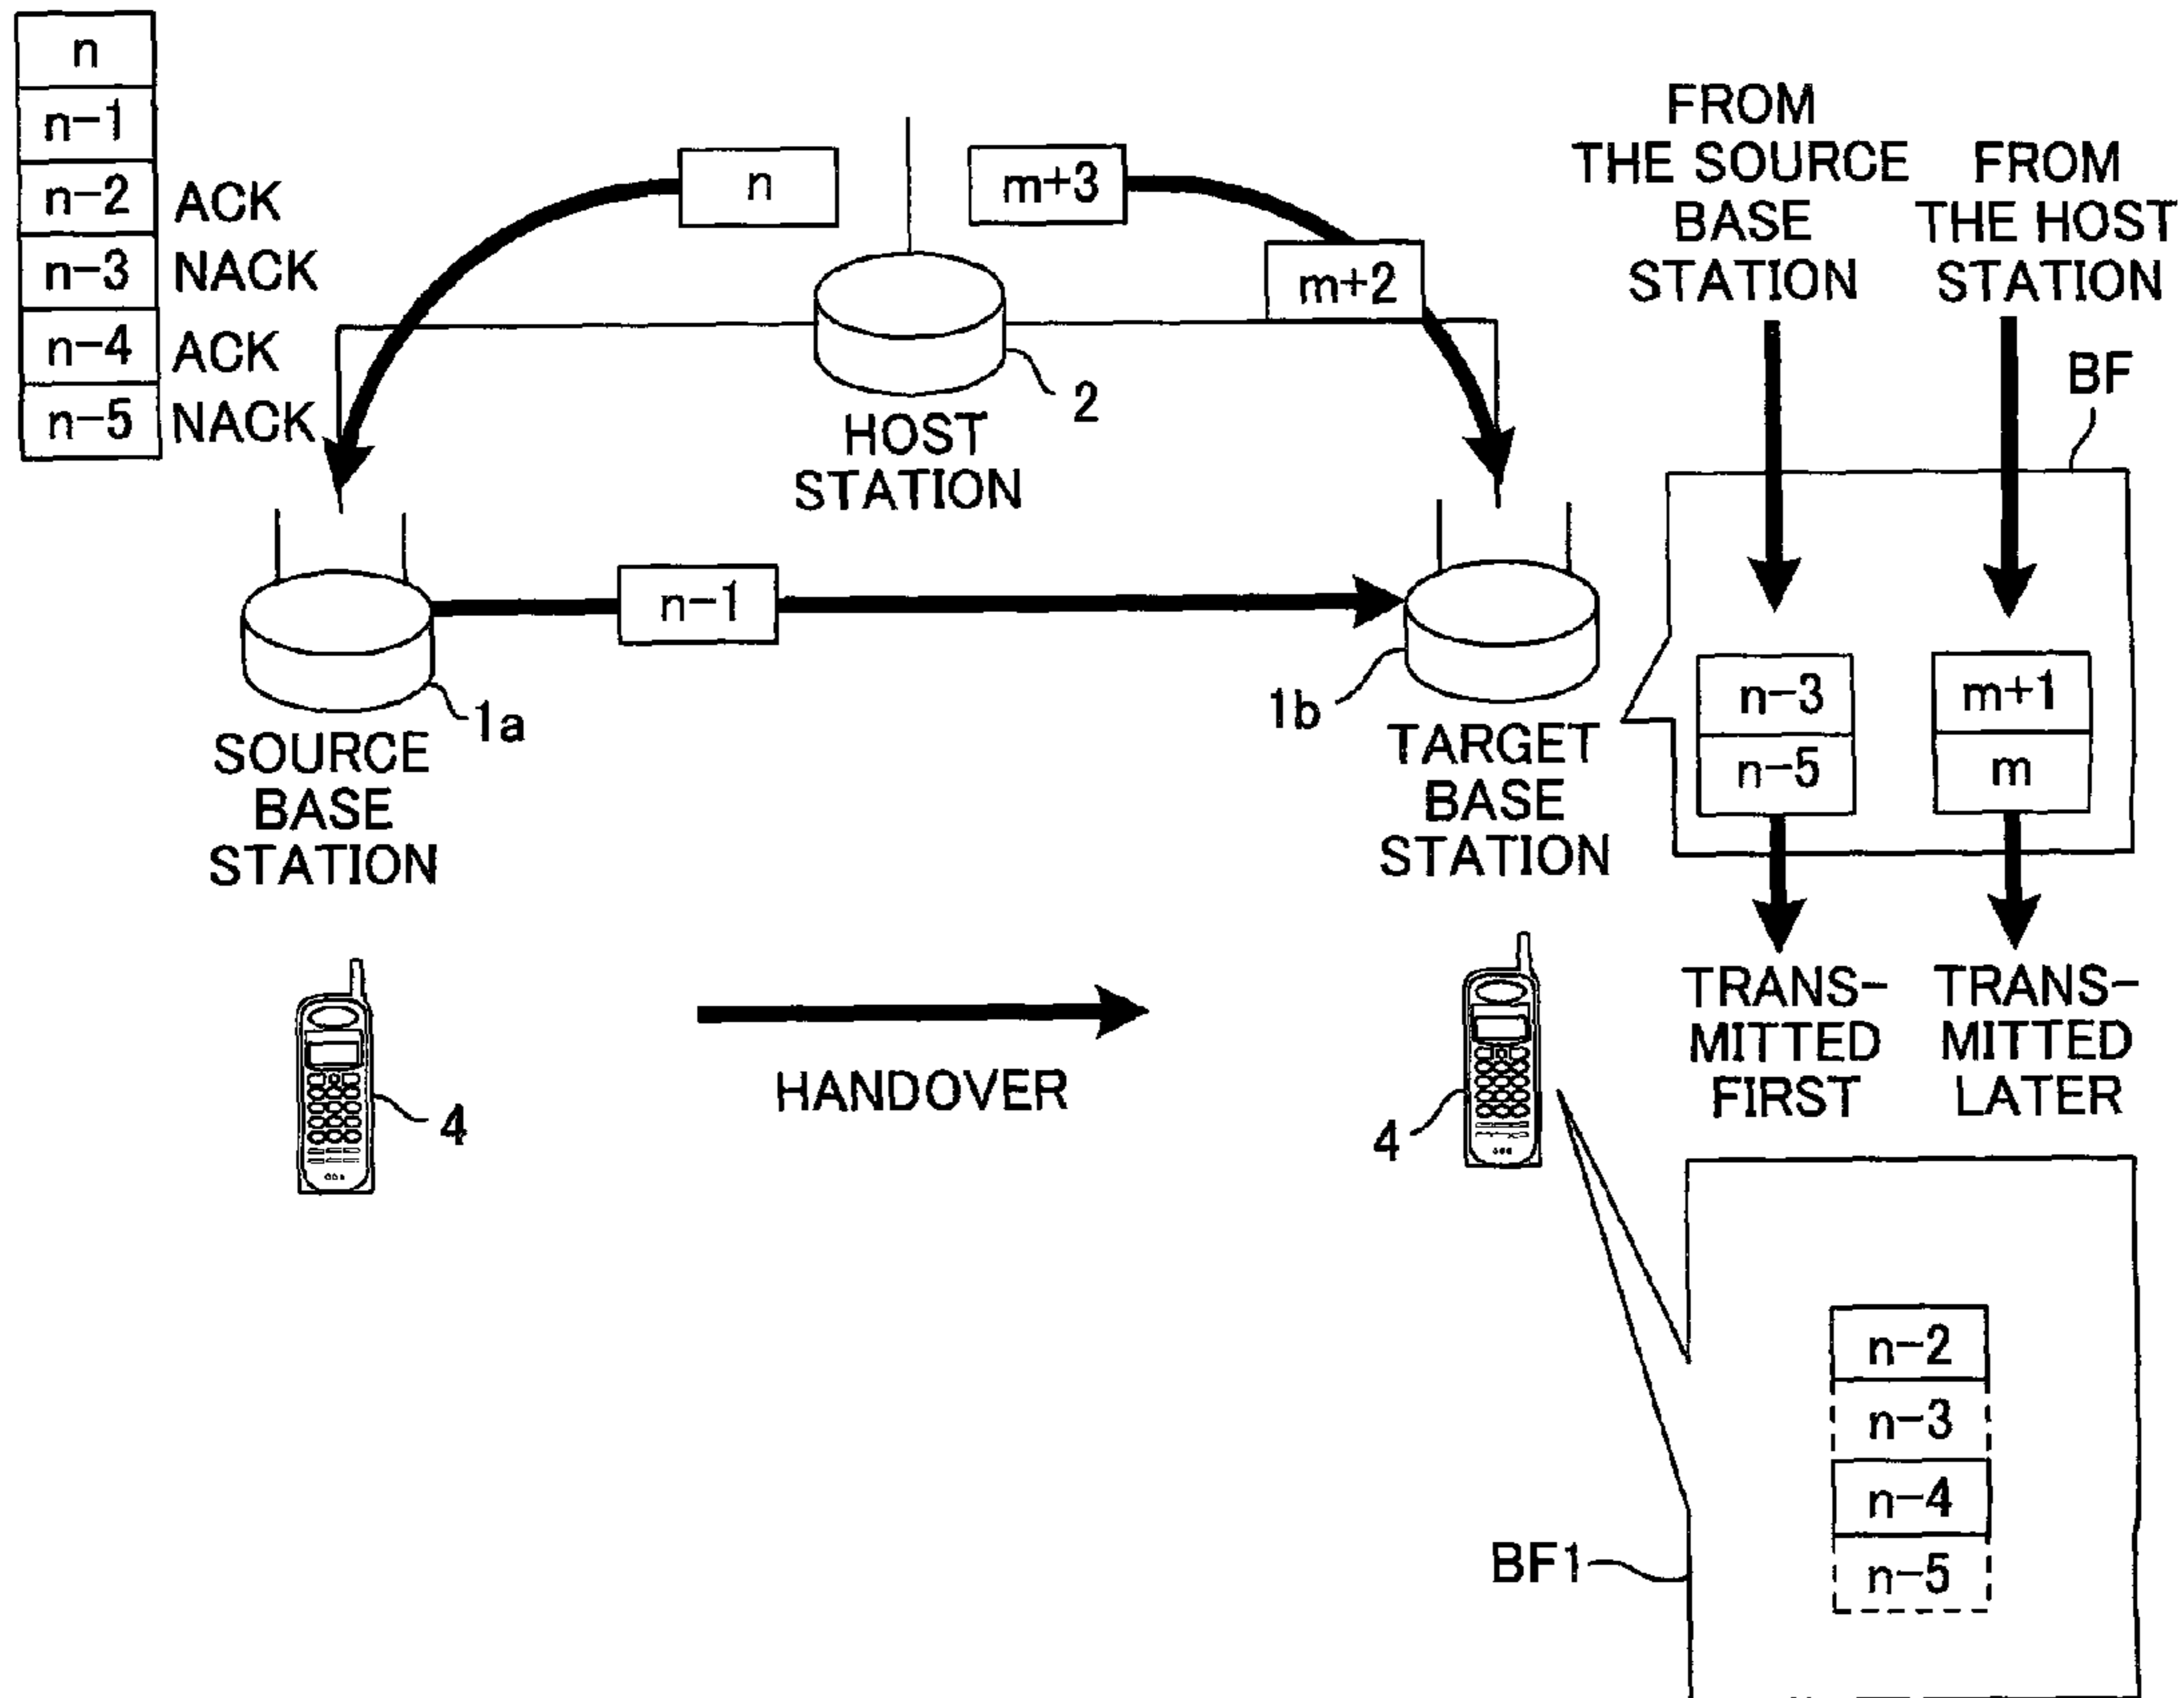 n
n-1
n-2 ACK
n-3 NACK
n-4 ACK
n-5 NACK
n
m+3
m+2
2
HOST
STATION
n-1
1a
SOURCE
BASE
STATION
1b
TARGET
BASE
STATION
FROM
THE SOURCE
BASE
STATION
FROM
THE HOST
STATION
BF
n-3
n-5
m+1
m
TRANS-
MITTED
FIRST
TRANS-
MITTED
LATER
4
HANDOVER
4
BF1
n-2
n-3
n-4
n-5